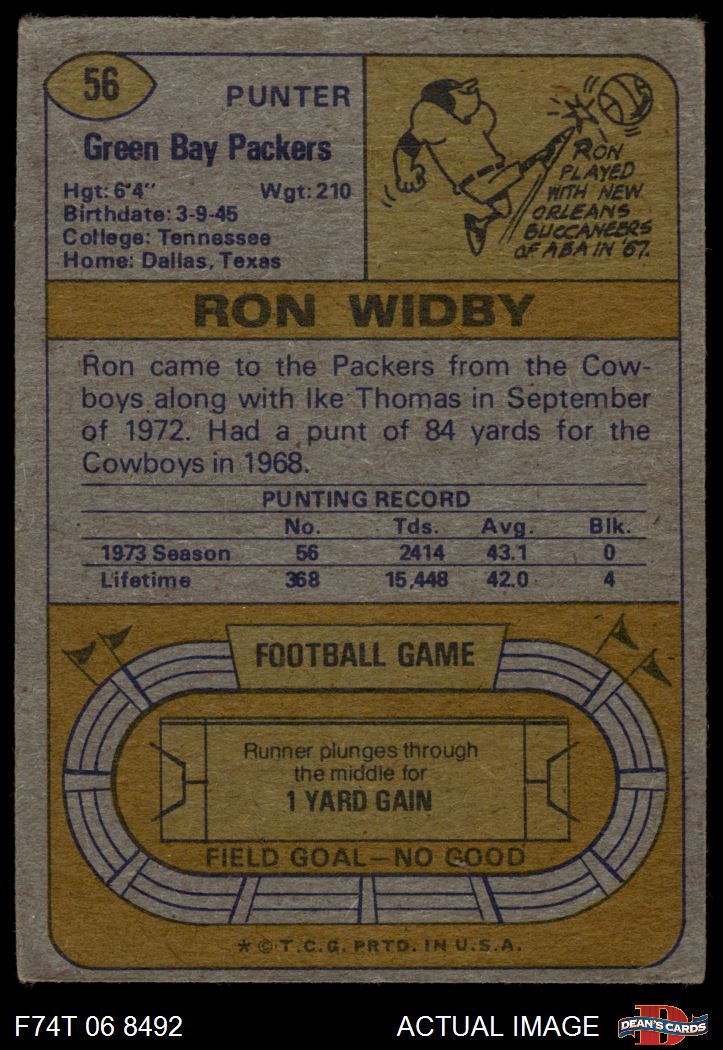 56
PUNTER
Green Bay Packers
Hgt: 6'4" Wgt: 210
Birthdate: 3-9-45
College: Tennessee
Home: Dallas, Texas
RON
PLAYED
WITH NEW
ORLEANS
BUCCANEERS
OF ABA IN '67.
RON WIDBY
Ron came to the Packers from the Cow-
boys along with Ike Thomas in September
of 1972. Had a punt of 84 yards for the
Cowboys in 1968.
PUNTING RECORD
No. Tds. Avg. Blk.
1973 Season 56 2414 43.1 0
Lifetime 368 15,448 42.0 4
FOOTBALL GAME
Runner plunges through
the middle for
1 YARD GAIN
FIELD GOAL—NO GOOD
* © T.C.G. PRTD. IN U.S.A.
F74T 06 8492 ACTUAL IMAGE
D
DEAN'S CARDS